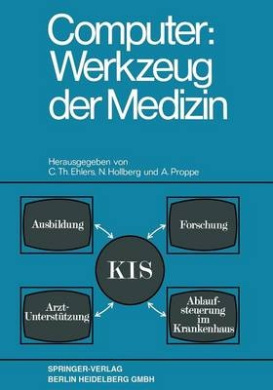 Computer:
Werkzeug
der Medizin
Herausgegeben von
C. Th. Ehlers, N. Hollberg und A. Proppe
Ausbildung
Forschung
KIS
Arzt-
Unterstützung
Ablauf-
steuerung
im
Krankenhaus
SPRINGER-VERLAG
BERLIN HEIDELBERG GMBH